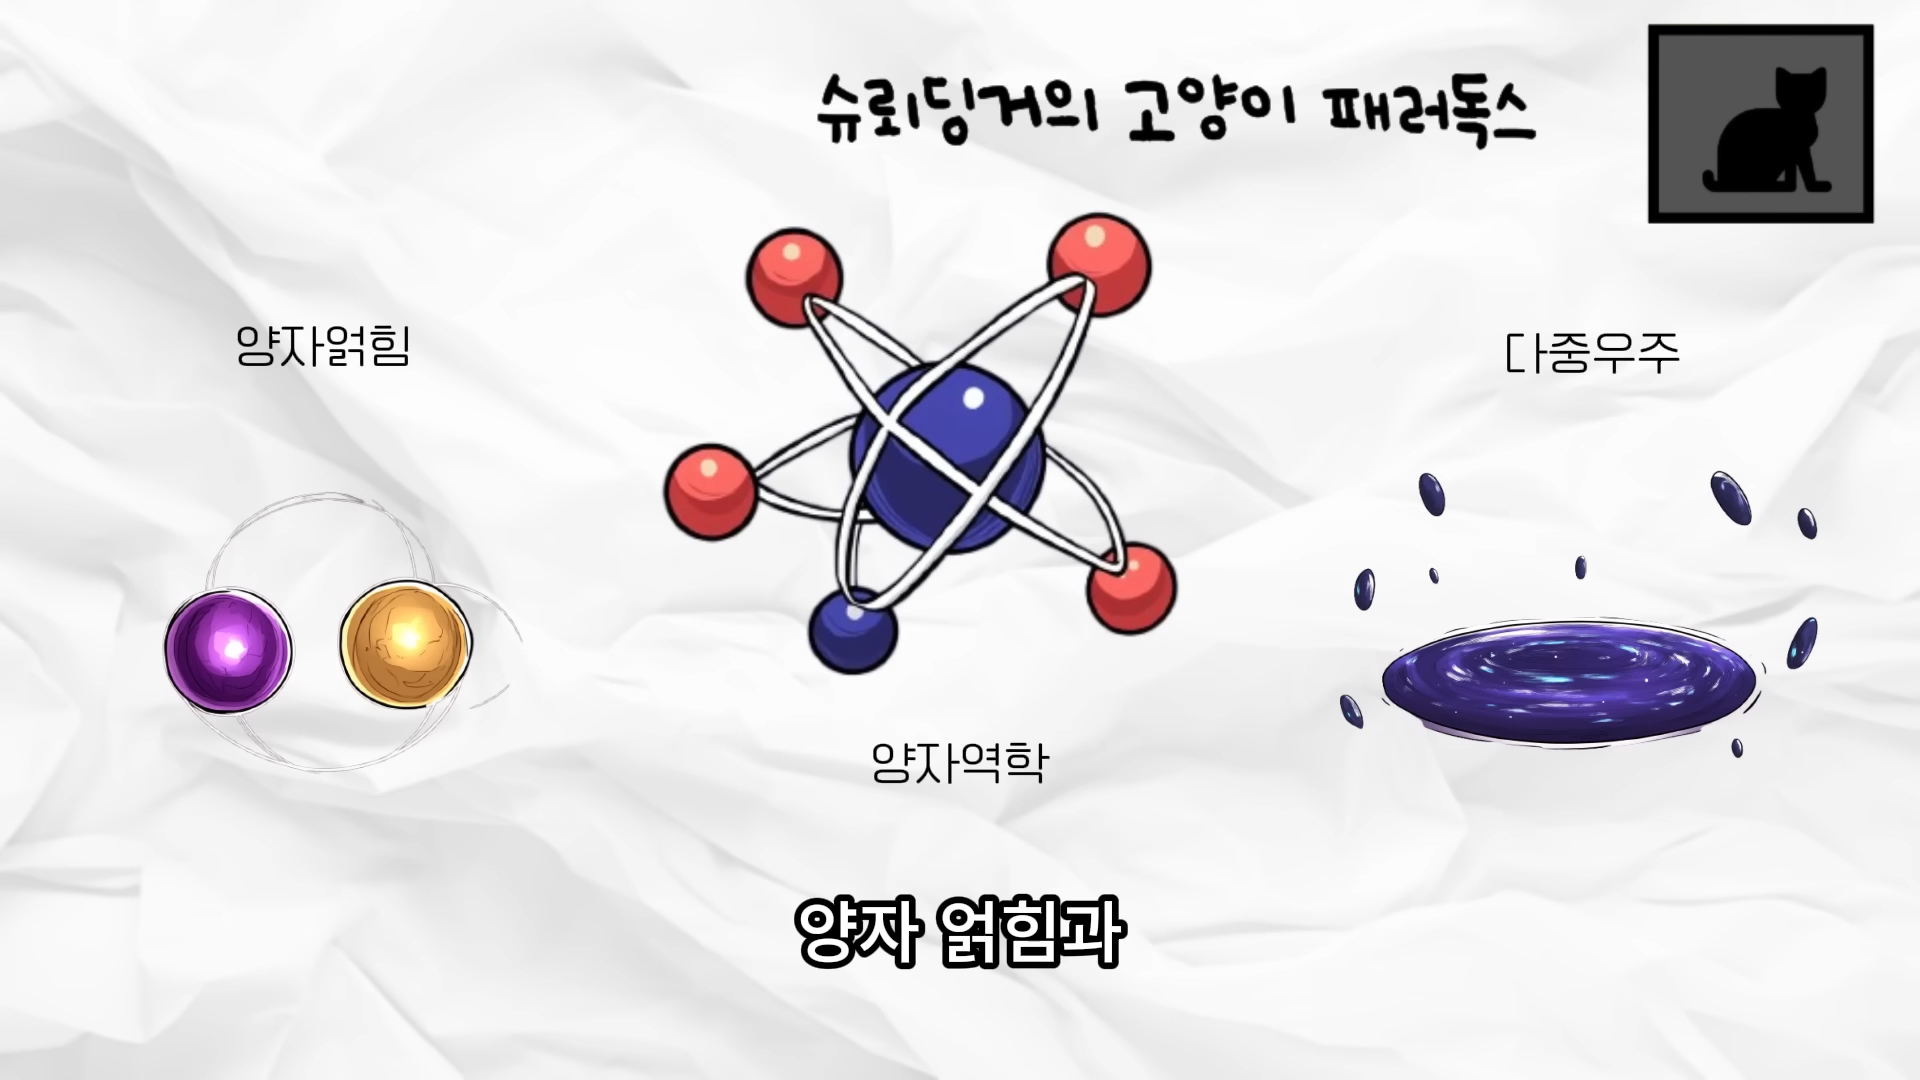 슈뢰딩거의 고양이 패러독스
양자얽힘
다중우주
양자역학
양자 얽힘과